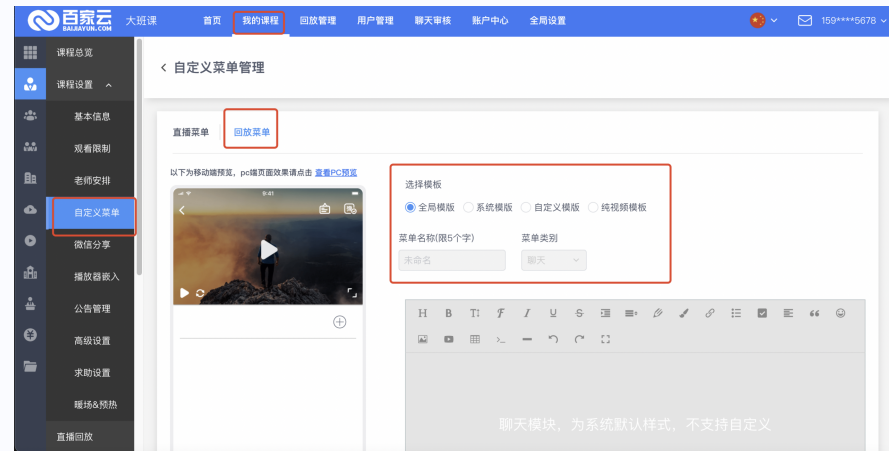 百家云 大班课 首页 我的课程 回放管理 用户管理 聊天审核 账户中心 全局设置 159****5678
BAIJIAYUN.COM
课程总览
课程设置
基本信息
观看限制
老师安排
自定义菜单
微信分享
播放器嵌入
公告管理
高级设置
求助设置
暖场&预热
直播回放
自定义菜单管理
直播菜单 回放菜单
以下为移动端预览，pc端页面效果请点击 查看PC预览
9:41
选择模板
全局模版 系统模版 自定义模版 纯视频模板
菜单名称(限5个字) 菜单类别
未命名 聊天
聊天模块，为系统默认样式，不支持自定义